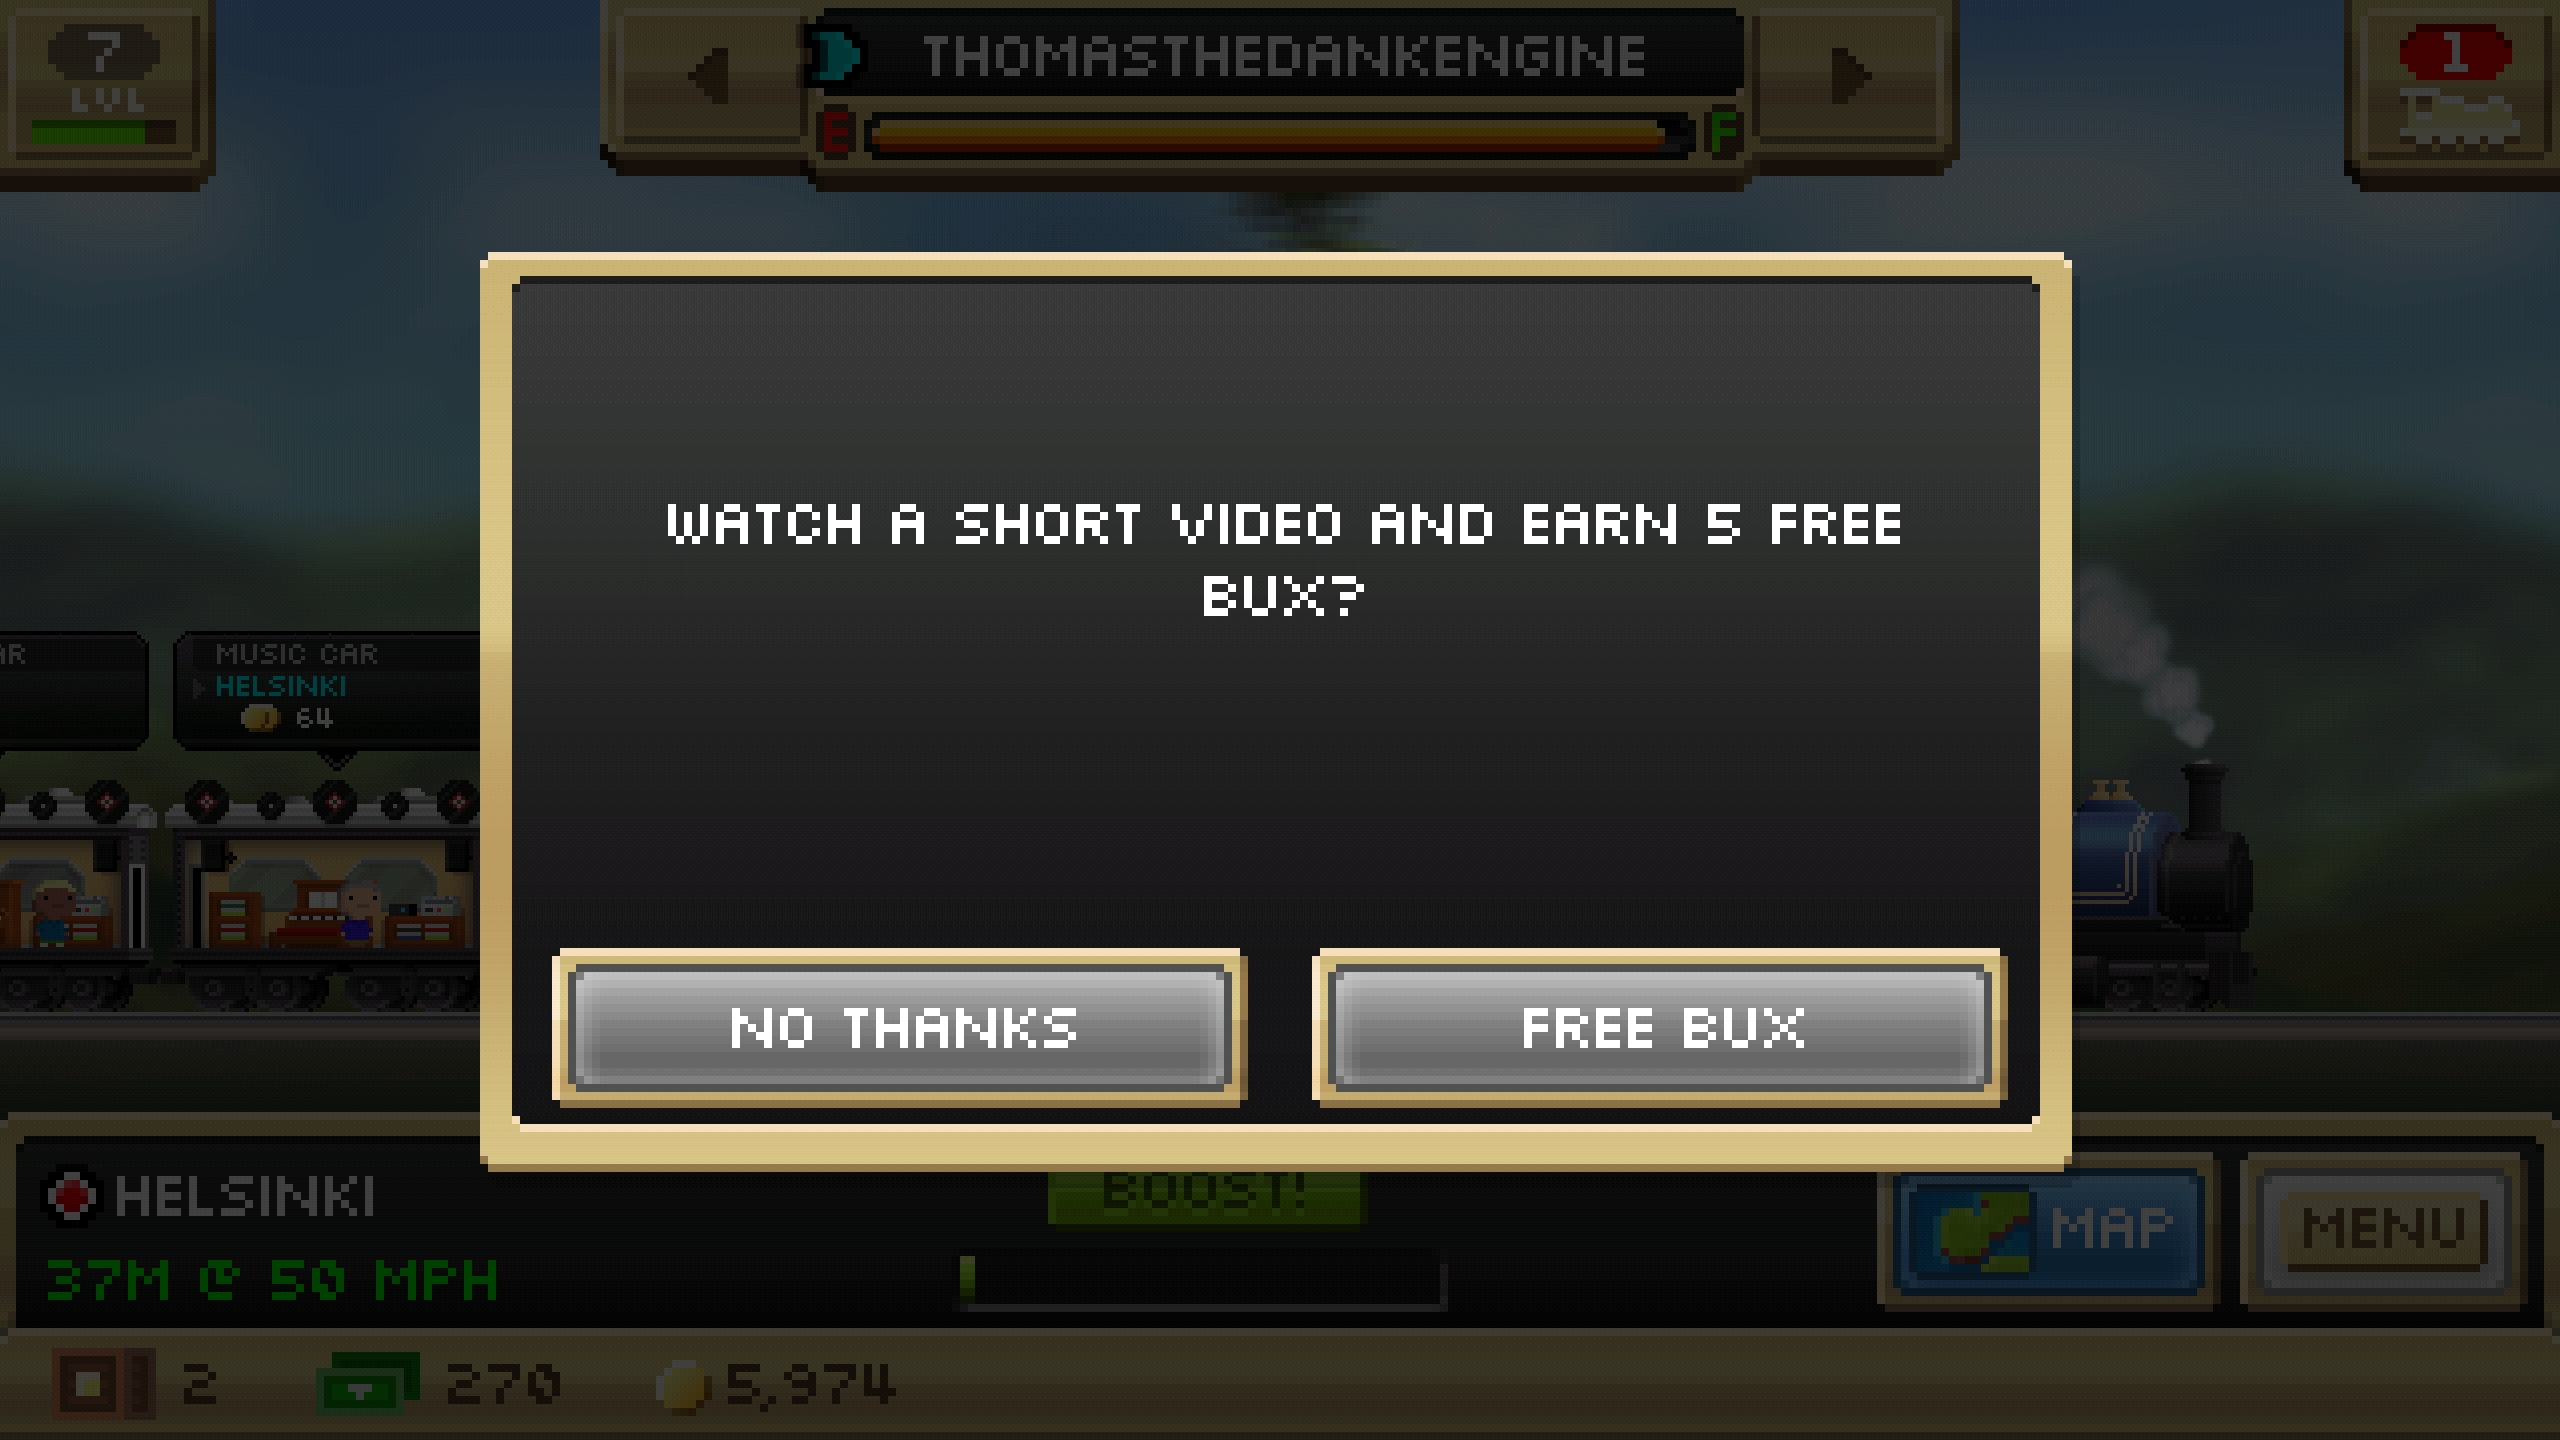 7
LVL
THOMASTHEDANKENGINE
E F
1
WATCH A SHORT VIDEO AND EARN 5 FREE
BUX?
AR
MUSIC CAR
HELSINKI
64
NO THANKS
FREE BUX
HELSINKI
BOOST!
MAP
MENU
37M @ 50 MPH
2
270
5,974